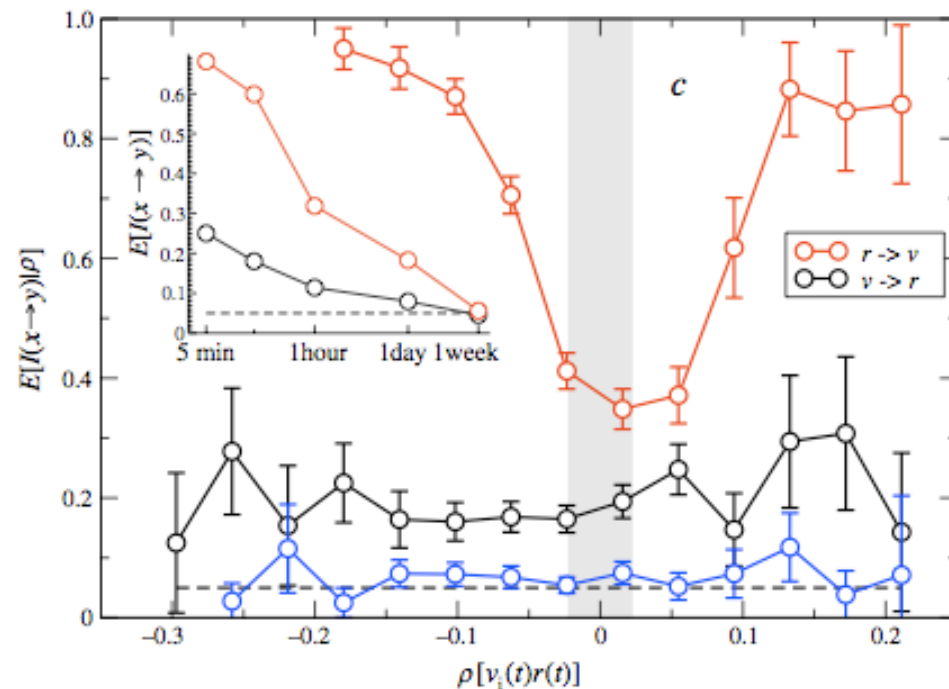 1.0
0.8
0.6
0.4
0.2
0
E[I(x→y)|ρ]
−0.3
−0.2
−0.1
0
0.1
0.2
ρ[v_i(t)r(t)]
c
r -> v
v -> r
0.6
0.5
0.4
0.3
0.2
0.1
0
E[I(x → y)]
5 min
1hour
1day
1week